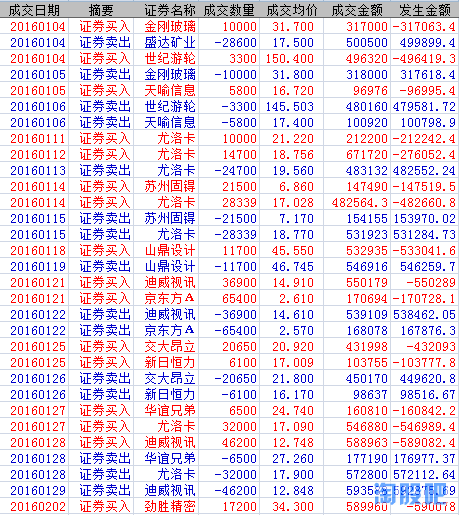 成交日期 摘要 证券名称 成交数量 成交均价 成交金额 发生金额
20160104 证券买入 金刚玻璃 10000 31.700 317000 -317063.4
20160104 证券卖出 盛达矿业 -28600 17.500 500500 499899.4
20160104 证券买入 世纪游轮 3300 150.400 496320 -496419.3
20160105 证券卖出 金刚玻璃 -10000 31.800 318000 317618.4
20160105 证券买入 天喻信息 5800 16.720 96976 -96995.4
20160106 证券卖出 世纪游轮 -3300 145.503 480160 479581.72
20160106 证券卖出 天喻信息 -5800 17.400 100920 100798.9
20160111 证券买入 尤洛卡 10000 21.220 212200 -212242.4
20160112 证券买入 尤洛卡 14700 18.756 671720 -276052.4
20160113 证券卖出 尤洛卡 -24700 19.560 483132 482552.24
20160114 证券买入 苏州固锝 21500 6.860 147490 -147519.5
20160114 证券买入 尤洛卡 28339 17.028 482564.3 -482660.8
20160115 证券卖出 苏州固锝 -21500 7.170 154155 153970.02
20160115 证券卖出 尤洛卡 -28339 18.770 531923 531284.73
20160118 证券买入 山鼎设计 11700 45.550 532935 -533041.6
20160119 证券卖出 山鼎设计 -11700 46.745 546916 546259.7
20160121 证券买入 迪威视讯 36900 14.910 550179 -550289
20160121 证券买入 京东方A 65400 2.610 170694 -170728.1
20160122 证券卖出 迪威视讯 -36900 14.610 539109 538462.05
20160122 证券卖出 京东方A -65400 2.570 168078 167876.3
20160125 证券买入 交大昂立 20650 20.920 431998 -432093
20160125 证券买入 新日恒力 6100 17.009 103755 -103777.8
20160126 证券卖出 交大昂立 -20650 21.800 450170 449620.8
20160126 证券卖出 新日恒力 -6100 16.170 98637 98516.67
20160127 证券买入 华谊兄弟 6500 24.740 160810 -160842.2
20160127 证券买入 尤洛卡 32000 17.090 546880 -546989.4
20160128 证券买入 迪威视讯 46200 12.748 588963 -589082.4
20160128 证券卖出 华谊兄弟 -6500 27.260 177190 176977.37
20160128 证券卖出 尤洛卡 -32000 17.900 572800 572112.64
20160129 证券卖出 迪威视讯 -46200 12.848
20160202 证券买入 劲胜精密 17200 34.300 589960 -590078
淘股吧